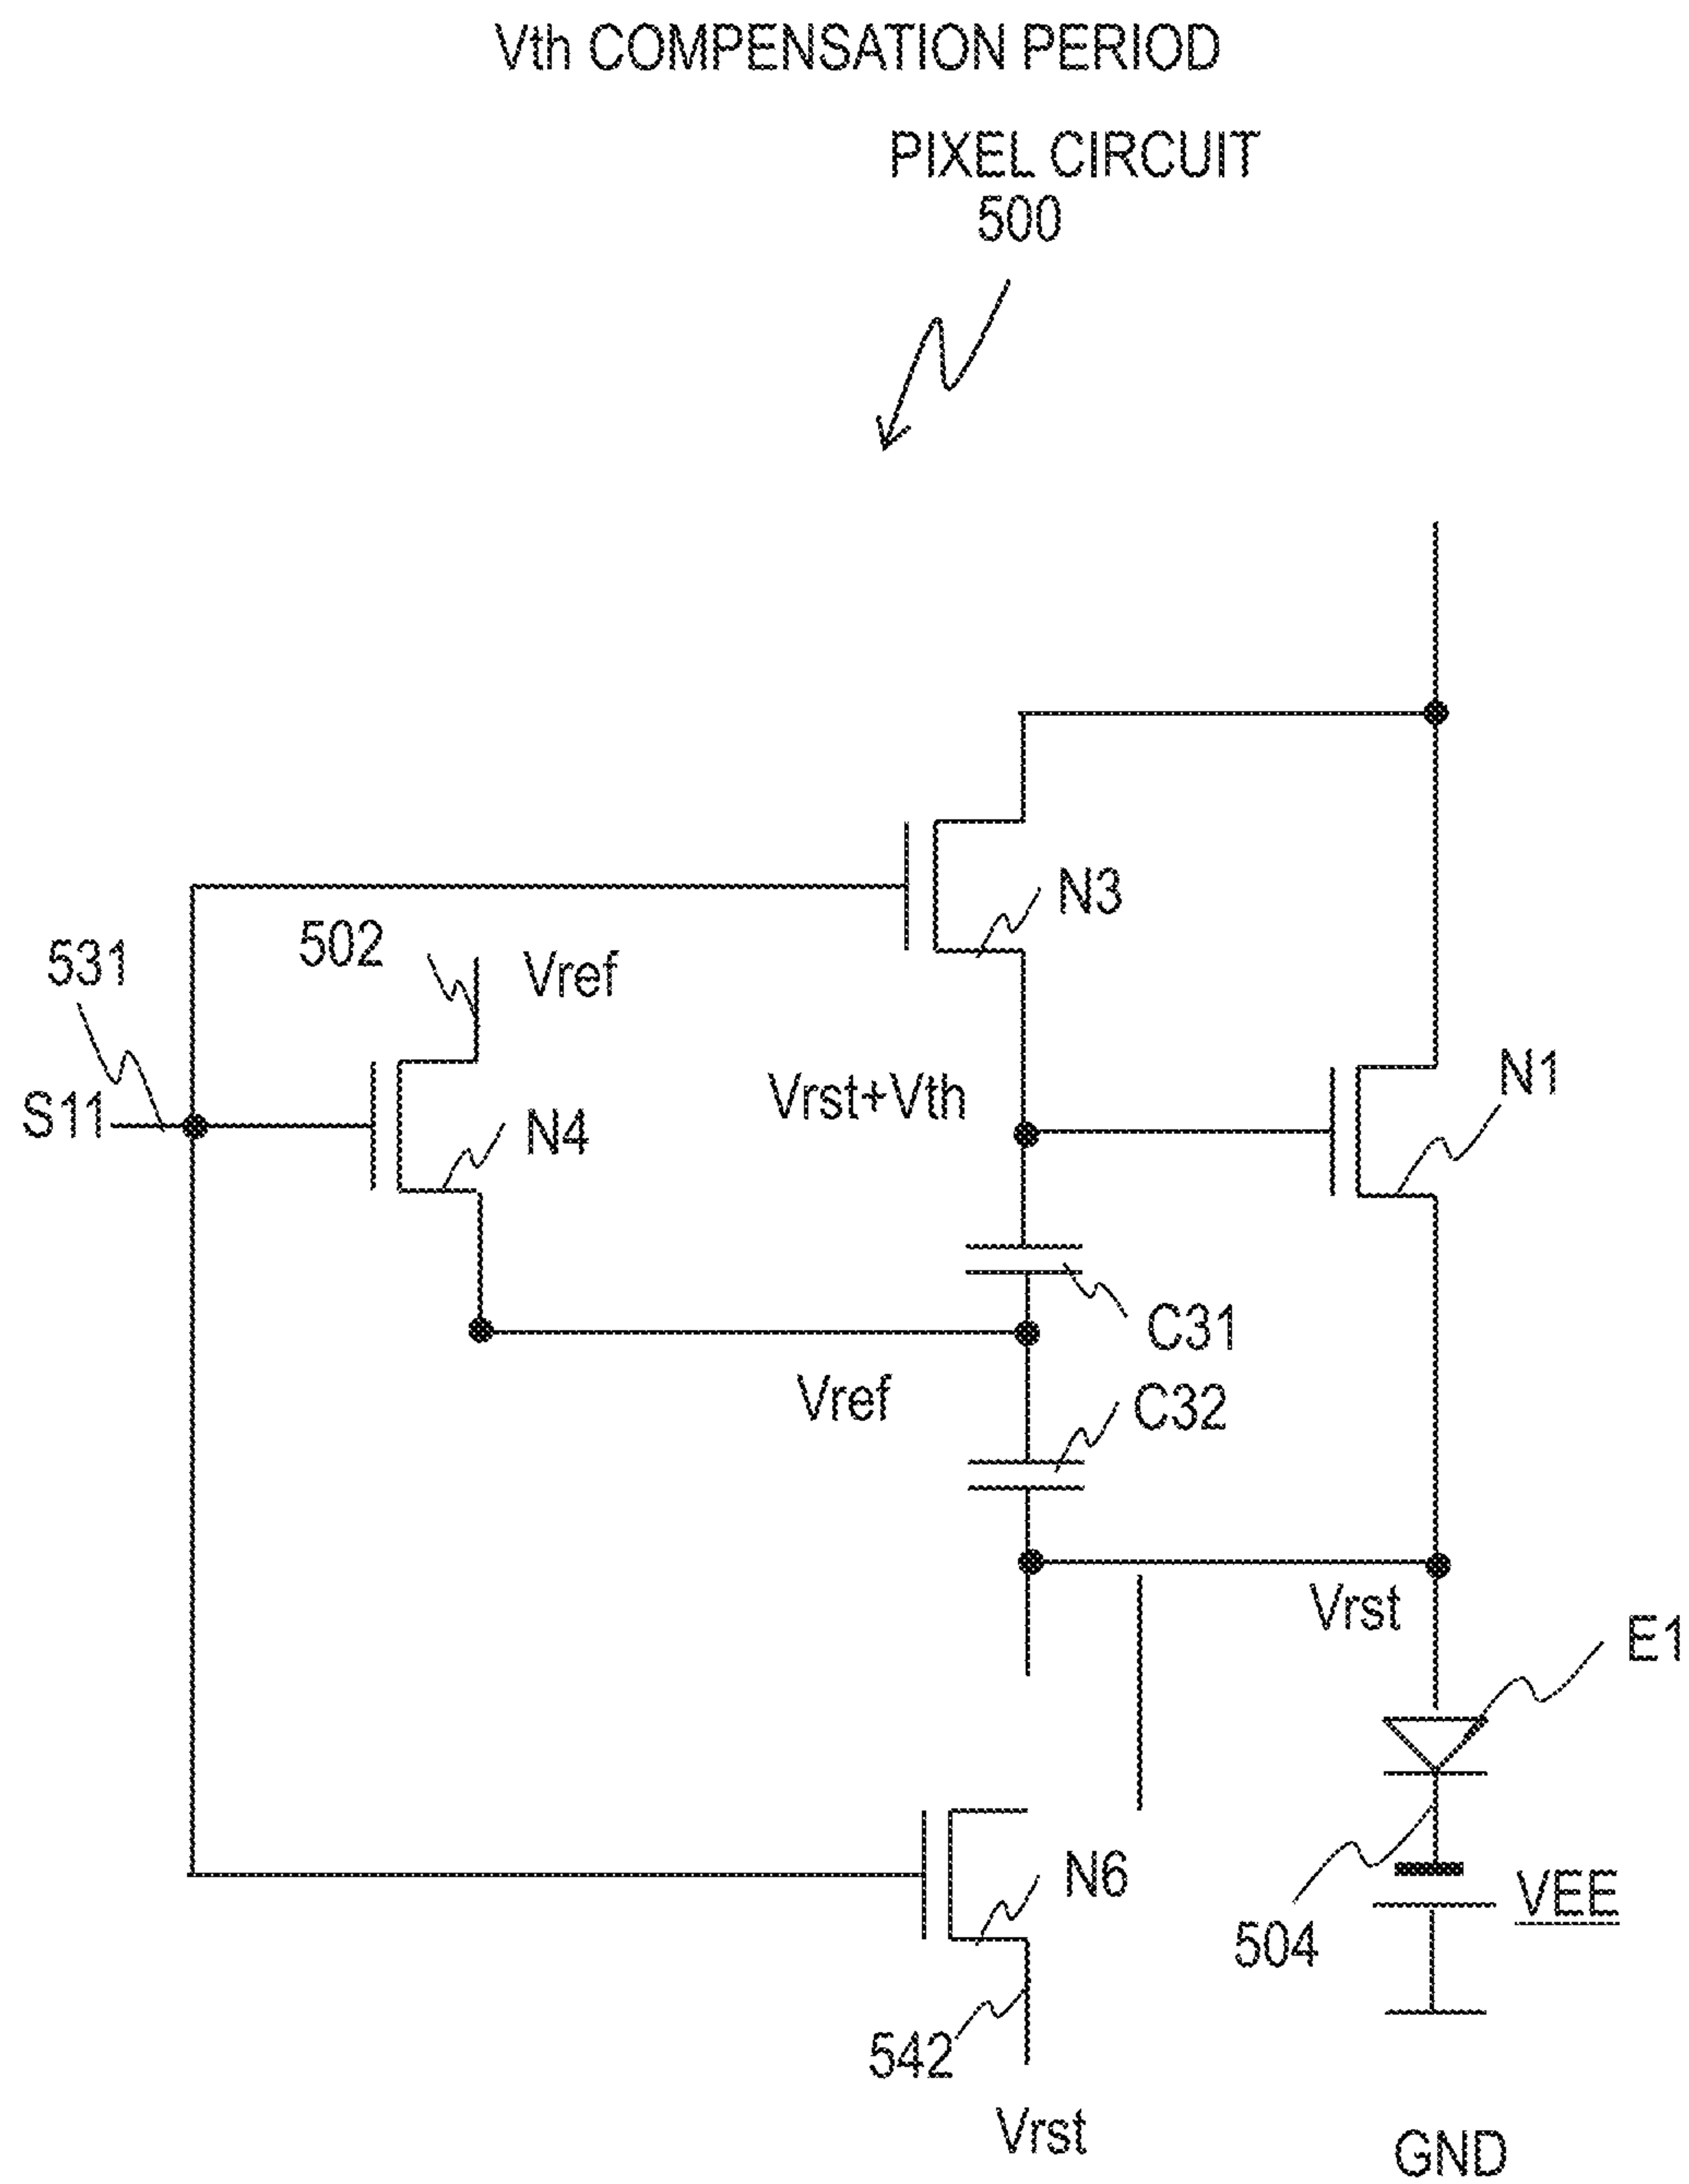 Vth COMPENSATION PERIOD
PIXEL CIRCUIT
500
N3
502
Vref
531
S11
N4
Vrst+Vth
N1
C31
Vref
C32
Vrst
E1
N6
504
VEE
542
Vrst
GND